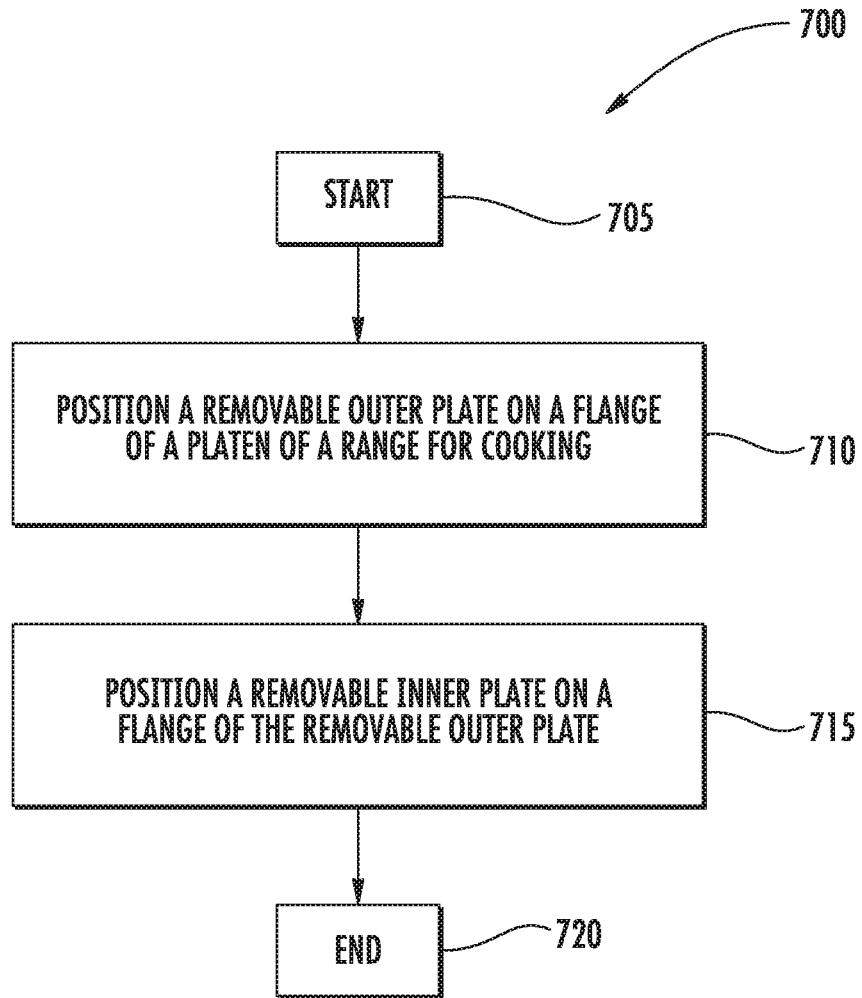 700
START
705
POSITION A REMOVABLE OUTER PLATE ON A FLANGE
OF A PLATEN OF A RANGE FOR COOKING
710
POSITION A REMOVABLE INNER PLATE ON A
FLANGE OF THE REMOVABLE OUTER PLATE
715
END
720